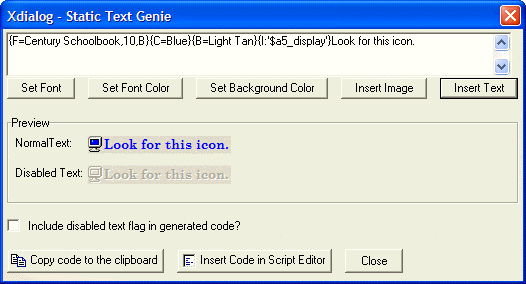 Xdialog - Static Text Genie
{F=Century Schoolbook,10,B}{C=Blue}{B=Light Tan}{I:'$a5_display'}Look for this icon.
Set Font Set Font Color Set Background Color Insert Image Insert Text
Preview
NormalText: Look for this icon.
Disabled Text: Look for this icon.
Include disabled text flag in generated code?
Copy code to the clipboard Insert Code in Script Editor Close